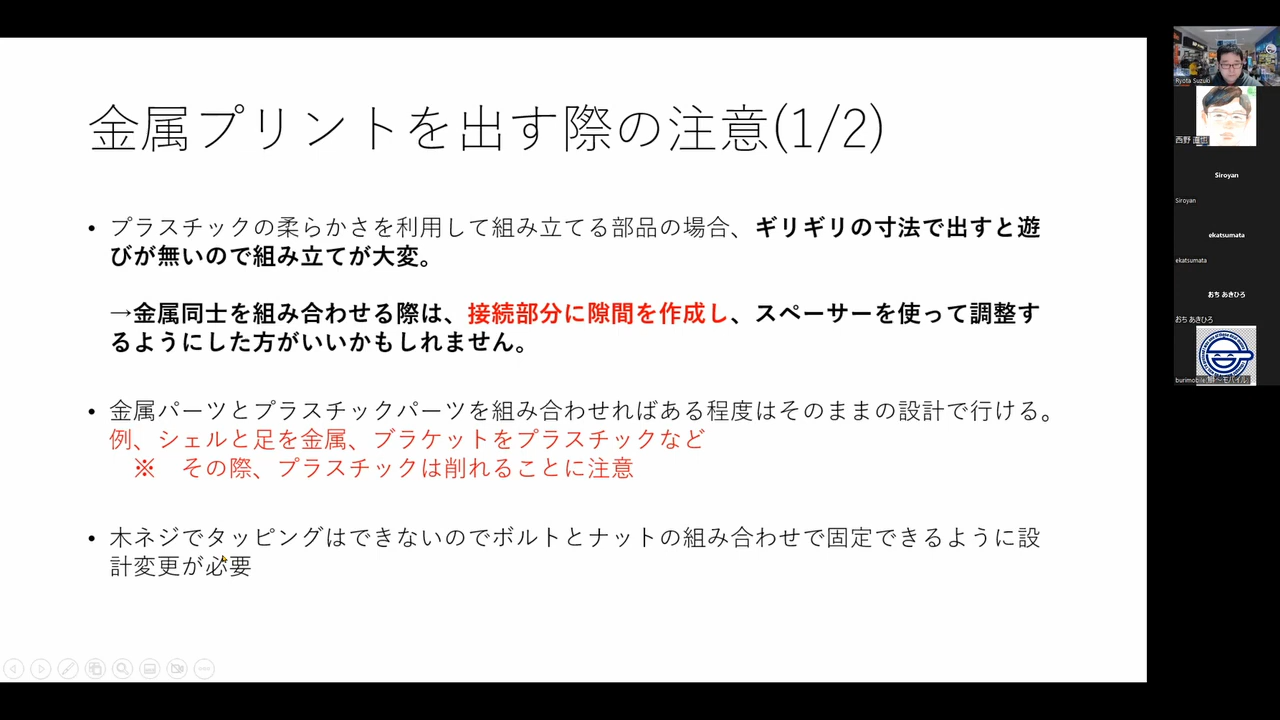 金属プリントを出す際の注意(1/2)
• プラスチックの柔らかさを利用して組み立てる部品の場合、ギリギリの寸法で出すと遊
びが無いので組み立てが大変。
→金属同士を組み合わせる際は、接続部分に隙間を作成し、スペーサーを使って調整す
るようにした方がいいかもしれません。
• 金属パーツとプラスチックパーツを組み合わせればある程度はそのままの設計で行ける。
例、シェルと足を金属、ブラケットをプラスチックなど
※ その際、プラスチックは削れることに注意
• 木ネジでタッピングはできないのでボルトとナットの組み合わせで固定できるように設
計変更が必要
Ryota Suzuki
西野 直也
Siroyan
Siroyan
ekatsumata
ekatsumata
おち あきひろ
おち あきひろ